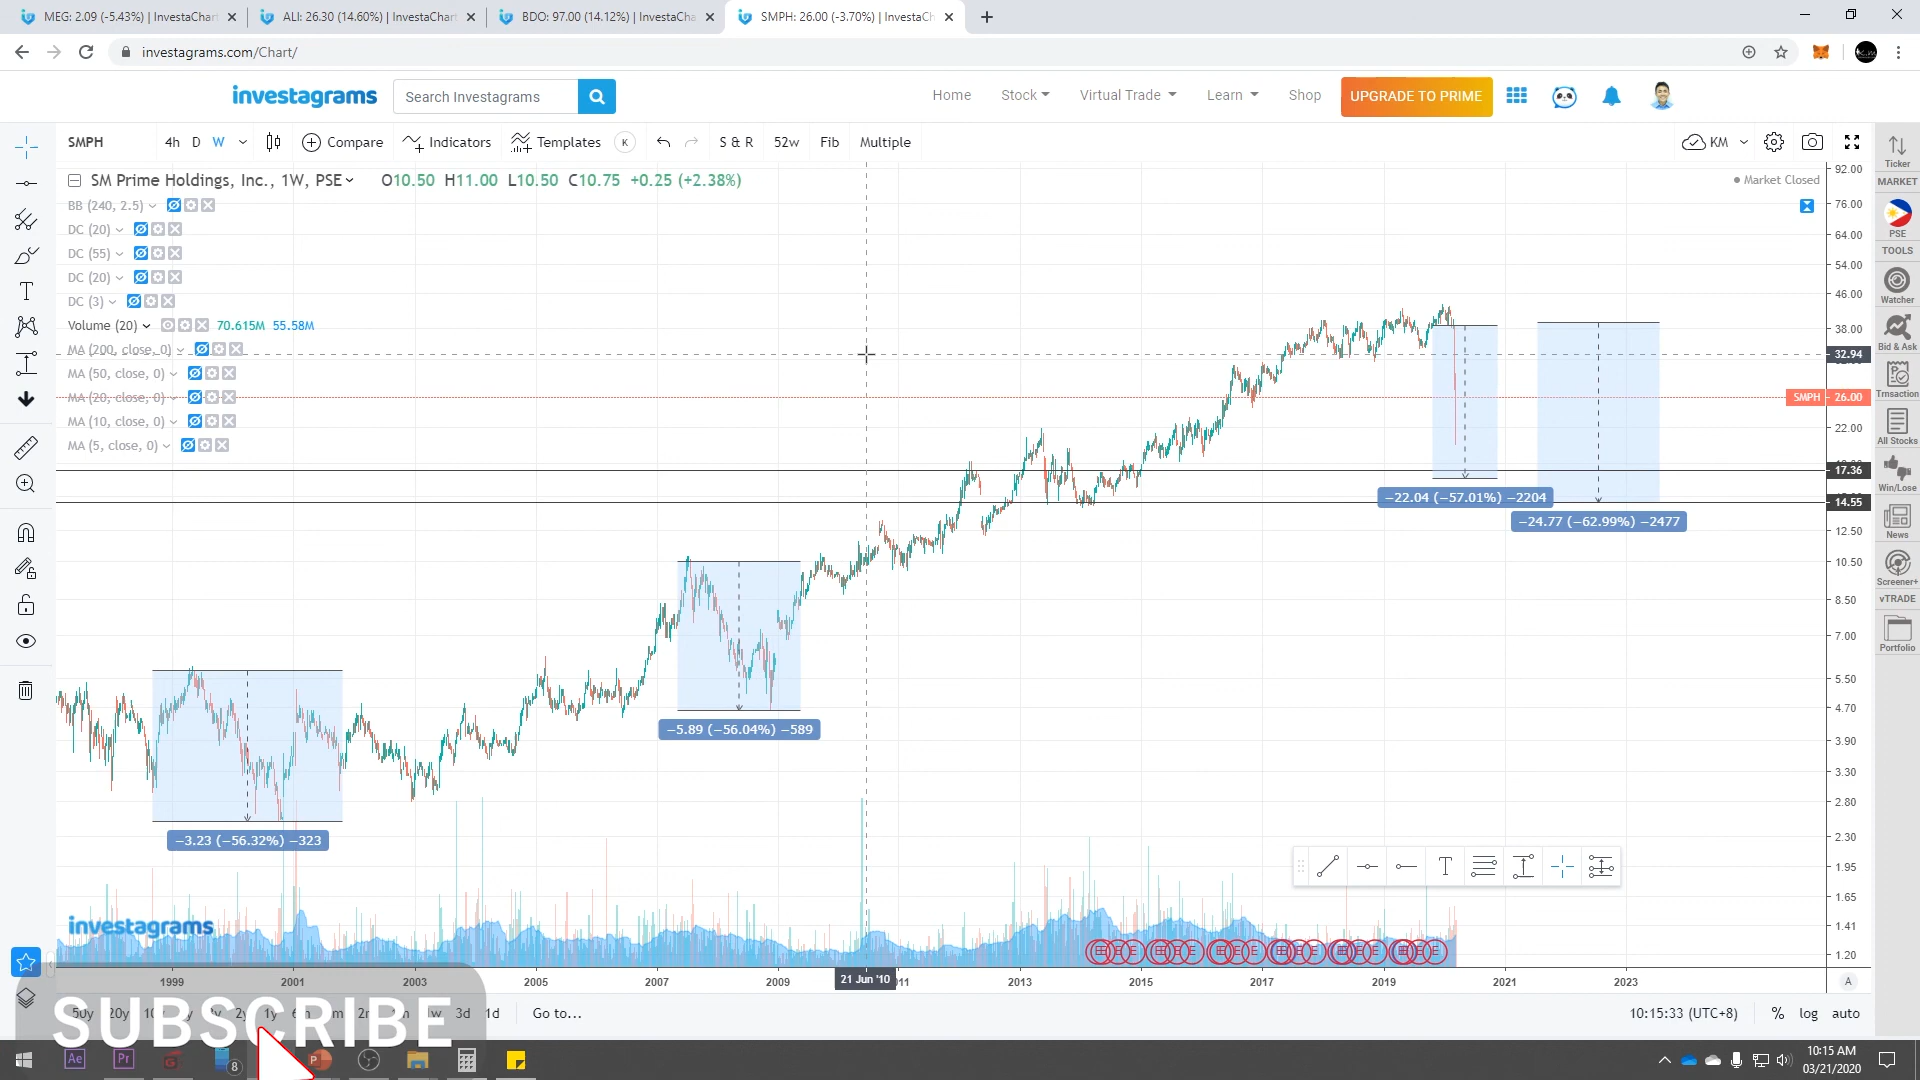 MEG: 2.09 (-5.43%) | InvestaChart
ALI: 26.30 (14.60%) | InvestaChart
BDO: 97.00 (14.12%) | InvestaCha
SMPH: 26.00 (-3.70%) | InvestaCh
investagrams.com/Chart/
investagrams
Search Investagrams
Home
Stock
Virtual Trade
Learn
Shop
UPGRADE TO PRIME
SMPH
4h D W
Compare
Indicators
Templates
K
S & R
52w
Fib
Multiple
KM
SM Prime Holdings, Inc., 1W, PSE
O10.50 H11.00 L10.50 C10.75 +0.25 (+2.38%)
Market Closed
BB (240, 2.5)
DC (20)
DC (55)
DC (20)
DC (3)
Volume (20) 70.615M 55.58M
MA (200, close, 0)
MA (50, close, 0)
MA (20, close, 0)
MA (10, close, 0)
MA (5, close, 0)
92.00
76.00
64.00
54.00
46.00
38.00
32.94
SMPH 26.00
22.00
17.36
14.55
12.50
10.50
8.50
7.00
5.50
4.70
3.90
3.30
2.80
2.30
1.95
1.65
1.41
1.20
−22.04 (−57.01%) −2204
−24.77 (−62.99%) −2477
−5.89 (−56.04%) −589
−3.23 (−56.32%) −323
Ticker
MARKET
PSE
TOOLS
Watcher
Bid & Ask
Trnsaction
All Stocks
Win/Lose
News
Screener+
vTRADE
Portfolio
investagrams
1999 2001 2003 2005 2007 2009 21 Jun '10 11 2013 2015 2017 2019 2021 2023
A
SUBSCRIBE
50y 20y 3d 1d Go to...
10:15:33 (UTC+8)
% log auto
Ae
Pr
8
10:15 AM
03/21/2020